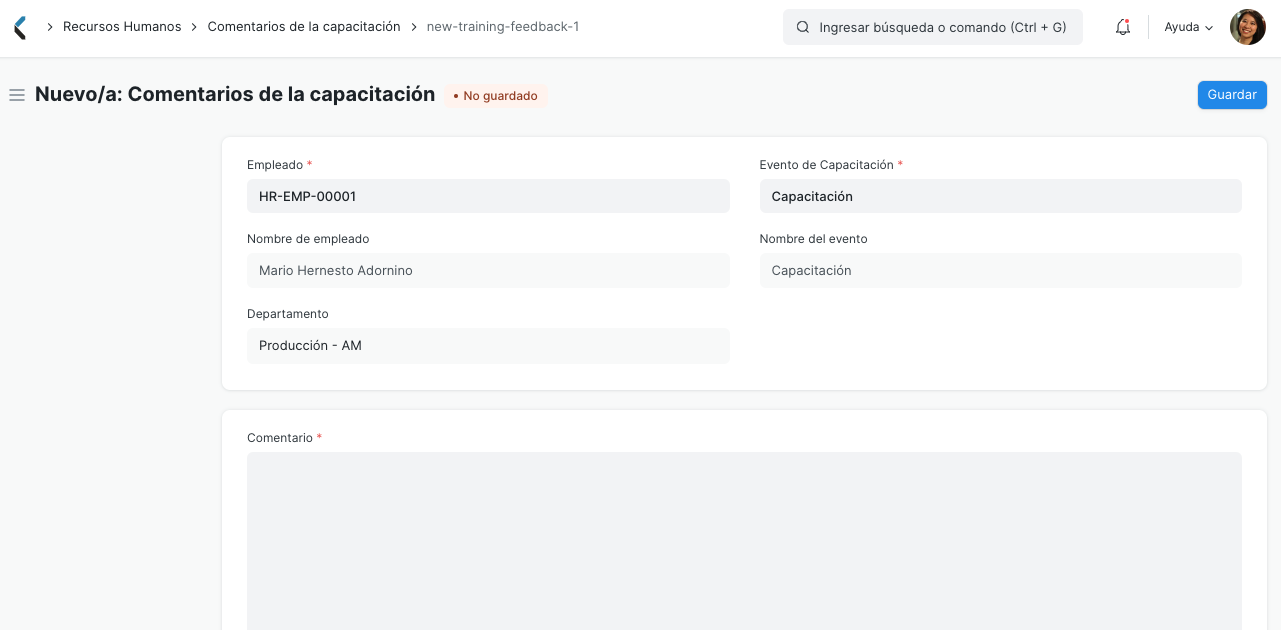 Recursos Humanos
Comentarios de la capacitación
new-training-feedback-1
Ingresar búsqueda o comando (Ctrl + G)
Ayuda
Nuevo/a: Comentarios de la capacitación
No guardado
Guardar
Empleado *
HR-EMP-00001
Evento de Capacitación *
Capacitación
Nombre de empleado
Mario Hernesto Adornino
Nombre del evento
Capacitación
Departamento
Producción - AM
Comentario *